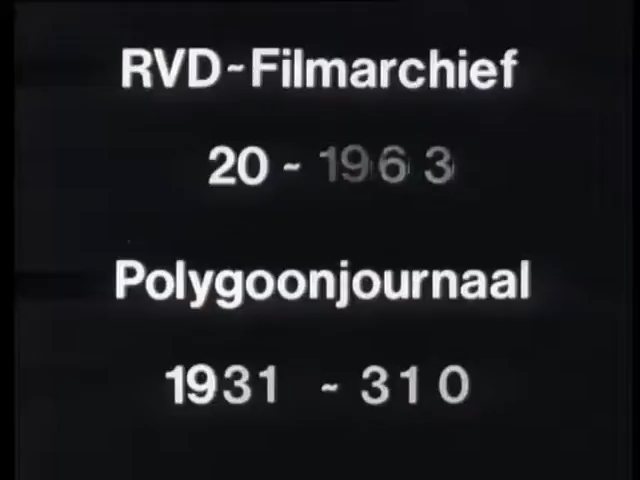 RVD~Filmarchief
20 ~ 1963
Polygoonjournaal
1931 ~ 310